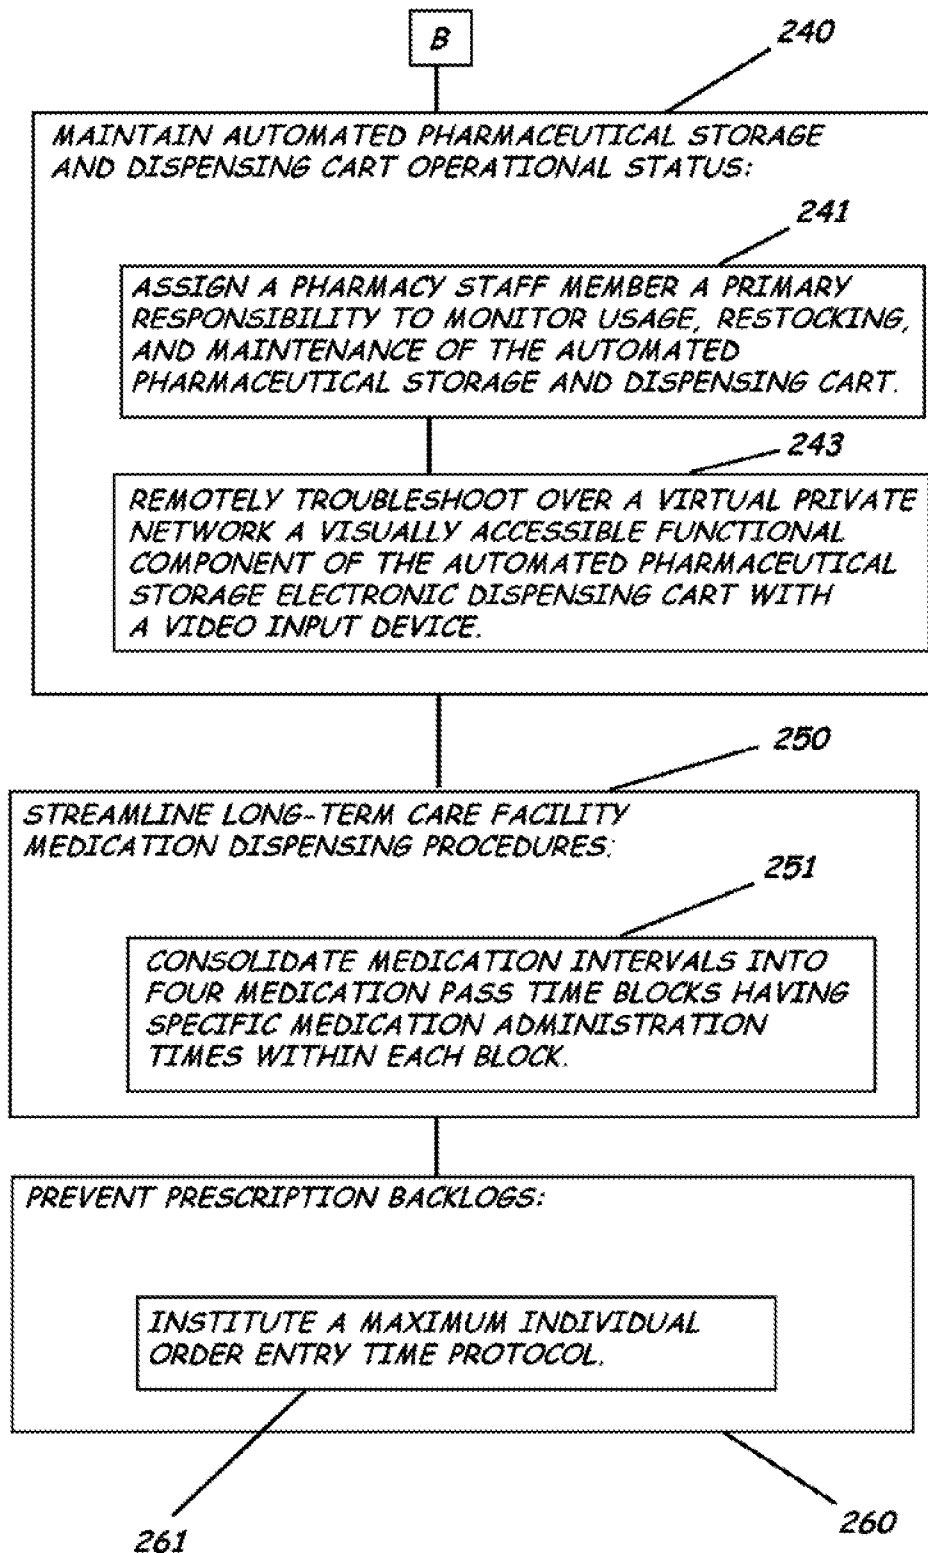 B
240
MAINTAIN AUTOMATED PHARMACEUTICAL STORAGE
AND DISPENSING CART OPERATIONAL STATUS:
241
ASSIGN A PHARMACY STAFF MEMBER A PRIMARY
RESPONSIBILITY TO MONITOR USAGE, RESTOCKING,
AND MAINTENANCE OF THE AUTOMATED
PHARMACEUTICAL STORAGE AND DISPENSING CART.
243
REMOTELY TROUBLESHOOT OVER A VIRTUAL PRIVATE
NETWORK A VISUALLY ACCESSIBLE FUNCTIONAL
COMPONENT OF THE AUTOMATED PHARMACEUTICAL
STORAGE ELECTRONIC DISPENSING CART WITH
A VIDEO INPUT DEVICE.
250
STREAMLINE LONG-TERM CARE FACILITY
MEDICATION DISPENSING PROCEDURES:
251
CONSOLIDATE MEDICATION INTERVALS INTO
FOUR MEDICATION PASS TIME BLOCKS HAVING
SPECIFIC MEDICATION ADMINISTRATION
TIMES WITHIN EACH BLOCK.
PREVENT PRESCRIPTION BACKLOGS:
INSTITUTE A MAXIMUM INDIVIDUAL
ORDER ENTRY TIME PROTOCOL.
261
260